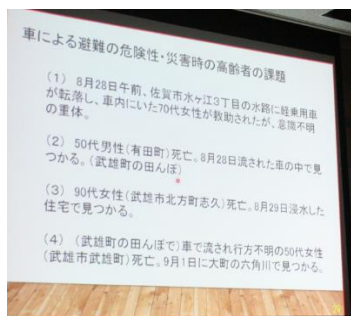 車による避難の危険性・災害時の高齢者の課題
（1） 8月28日午前、佐賀市水ヶ江3丁目の水路に軽乗用車
が転落し、車内にいた70代女性が救助されたが、意識不明
の重体。
（2） 50代男性(有田町)死亡。8月28日流された車の中で見
つかる。（武雄町の田んぼ）
（3） 90代女性(武雄市北方町志久)死亡。8月29日浸水した
住宅で見つかる。
（4） （武雄町の田んぼで)車で流され行方不明の50代女性
(武雄市武雄町)死亡。9月1日に大町の六角川で見つかる。